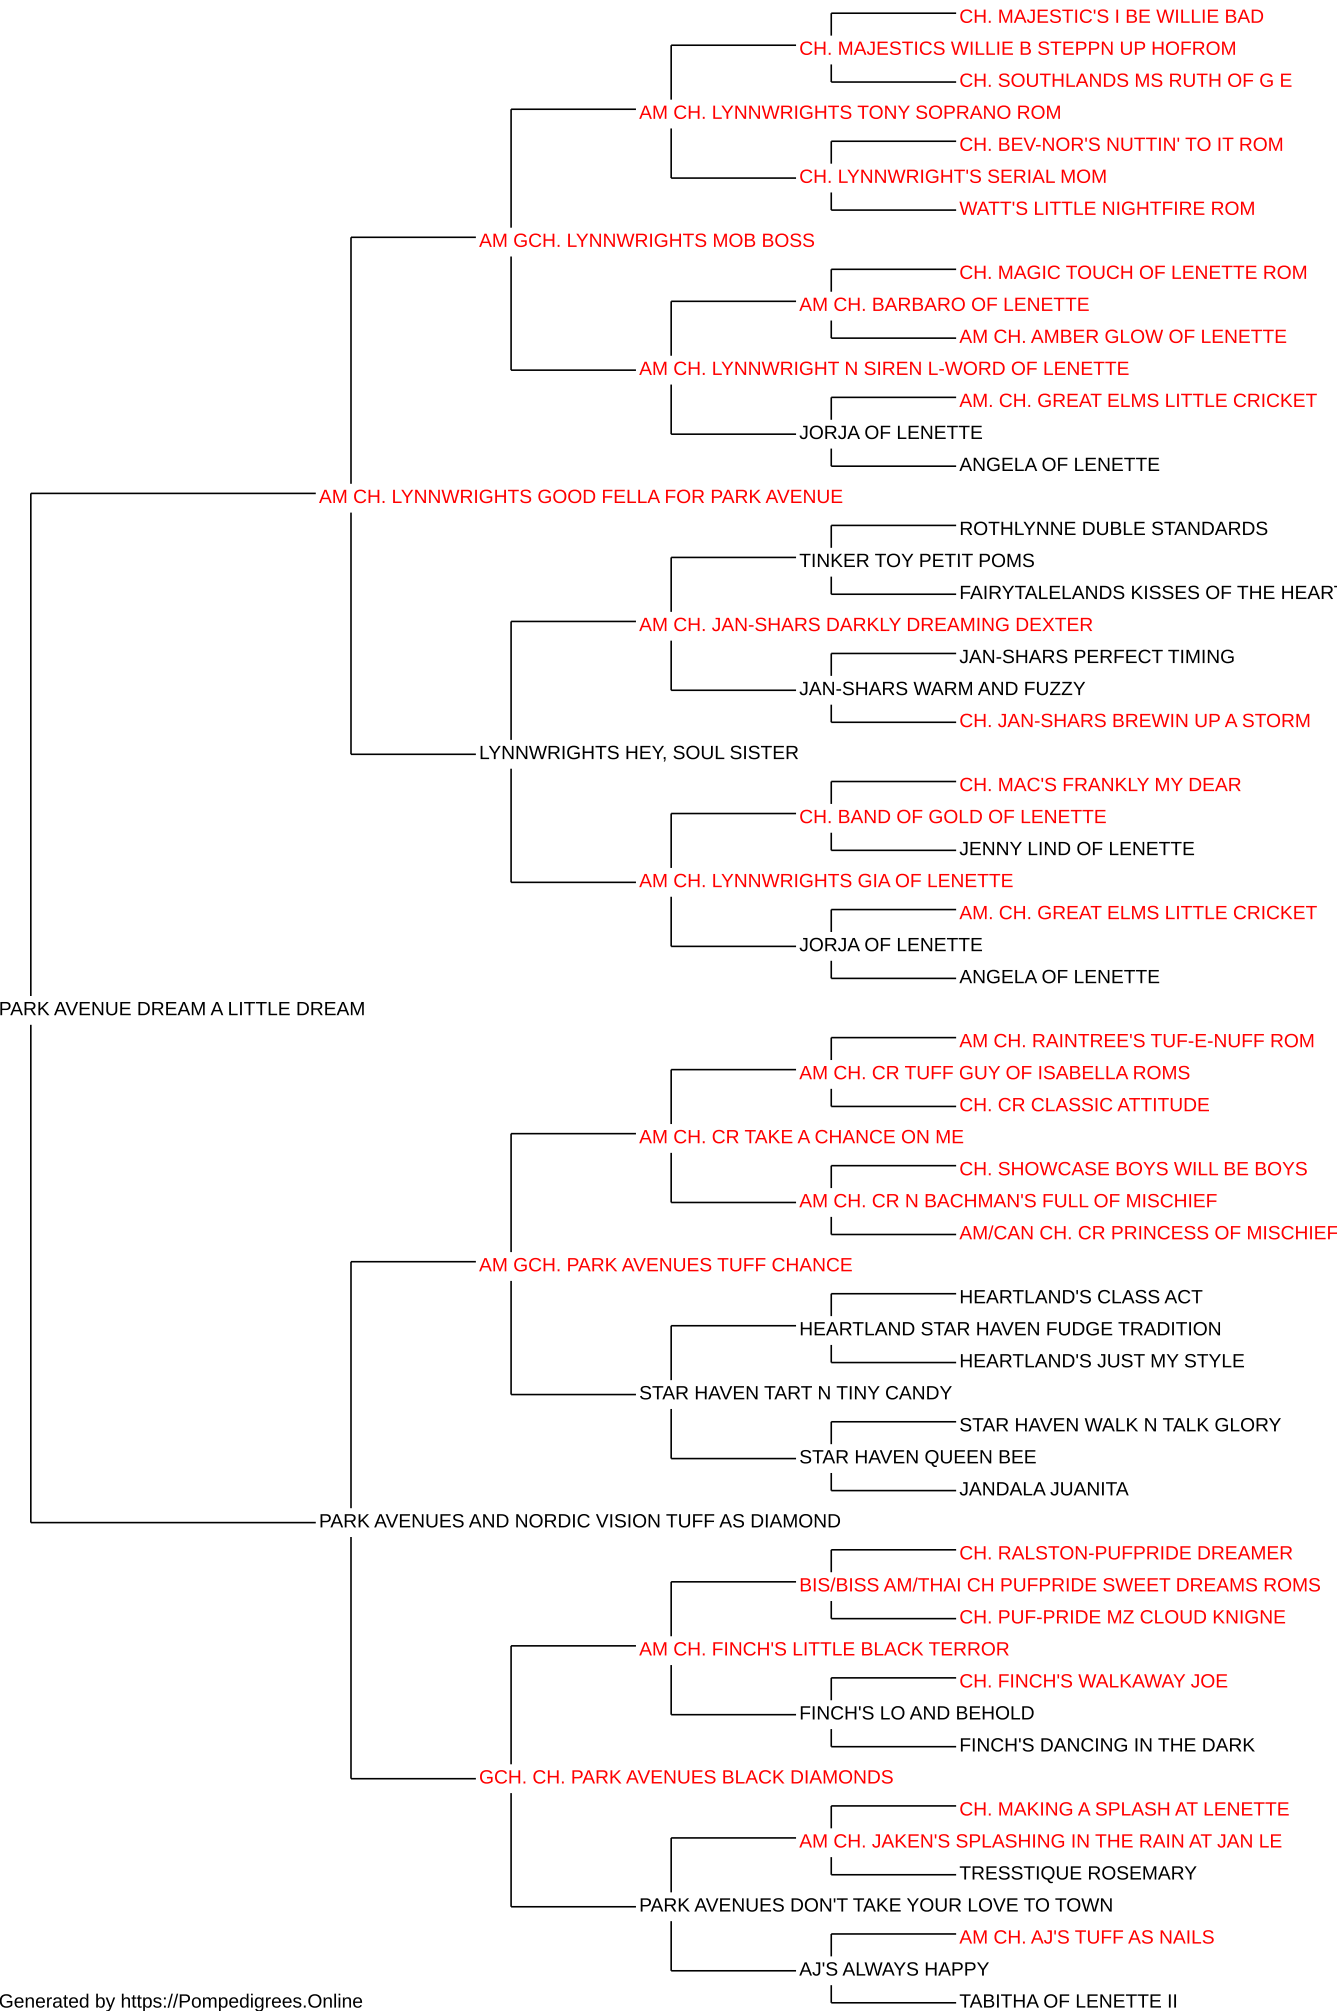 CH. MAJESTIC'S I BE WILLIE BAD
CH. MAJESTICS WILLIE B STEPPN UP HOFROM
CH. SOUTHLANDS MS RUTH OF G E
AM CH. LYNNWRIGHTS TONY SOPRANO ROM
CH. BEV-NOR'S NUTTIN' TO IT ROM
CH. LYNNWRIGHT'S SERIAL MOM
WATT'S LITTLE NIGHTFIRE ROM
AM GCH. LYNNWRIGHTS MOB BOSS
CH. MAGIC TOUCH OF LENETTE ROM
AM CH. BARBARO OF LENETTE
AM CH. AMBER GLOW OF LENETTE
AM CH. LYNNWRIGHT N SIREN L-WORD OF LENETTE
AM. CH. GREAT ELMS LITTLE CRICKET
JORJA OF LENETTE
ANGELA OF LENETTE
AM CH. LYNNWRIGHTS GOOD FELLA FOR PARK AVENUE
ROTHLYNNE DUBLE STANDARDS
TINKER TOY PETIT POMS
FAIRYTALELANDS KISSES OF THE HEART
AM CH. JAN-SHARS DARKLY DREAMING DEXTER
JAN-SHARS PERFECT TIMING
JAN-SHARS WARM AND FUZZY
CH. JAN-SHARS BREWIN UP A STORM
LYNNWRIGHTS HEY, SOUL SISTER
CH. MAC'S FRANKLY MY DEAR
CH. BAND OF GOLD OF LENETTE
JENNY LIND OF LENETTE
AM CH. LYNNWRIGHTS GIA OF LENETTE
AM. CH. GREAT ELMS LITTLE CRICKET
JORJA OF LENETTE
ANGELA OF LENETTE
PARK AVENUE DREAM A LITTLE DREAM
AM CH. RAINTREE'S TUF-E-NUFF ROM
AM CH. CR TUFF GUY OF ISABELLA ROMS
CH. CR CLASSIC ATTITUDE
AM CH. CR TAKE A CHANCE ON ME
CH. SHOWCASE BOYS WILL BE BOYS
AM CH. CR N BACHMAN'S FULL OF MISCHIEF
AM/CAN CH. CR PRINCESS OF MISCHIEF
AM GCH. PARK AVENUES TUFF CHANCE
HEARTLAND'S CLASS ACT
HEARTLAND STAR HAVEN FUDGE TRADITION
HEARTLAND'S JUST MY STYLE
STAR HAVEN TART N TINY CANDY
STAR HAVEN WALK N TALK GLORY
STAR HAVEN QUEEN BEE
JANDALA JUANITA
PARK AVENUES AND NORDIC VISION TUFF AS DIAMOND
CH. RALSTON-PUFPRIDE DREAMER
BIS/BISS AM/THAI CH PUFPRIDE SWEET DREAMS ROMS
CH. PUF-PRIDE MZ CLOUD KNIGNE
AM CH. FINCH'S LITTLE BLACK TERROR
CH. FINCH'S WALKAWAY JOE
FINCH'S LO AND BEHOLD
FINCH'S DANCING IN THE DARK
GCH. CH. PARK AVENUES BLACK DIAMONDS
CH. MAKING A SPLASH AT LENETTE
AM CH. JAKEN'S SPLASHING IN THE RAIN AT JAN LE
TRESSTIQUE ROSEMARY
PARK AVENUES DON'T TAKE YOUR LOVE TO TOWN
AM CH. AJ'S TUFF AS NAILS
AJ'S ALWAYS HAPPY
TABITHA OF LENETTE II
Generated by https://Pompedigrees.Online